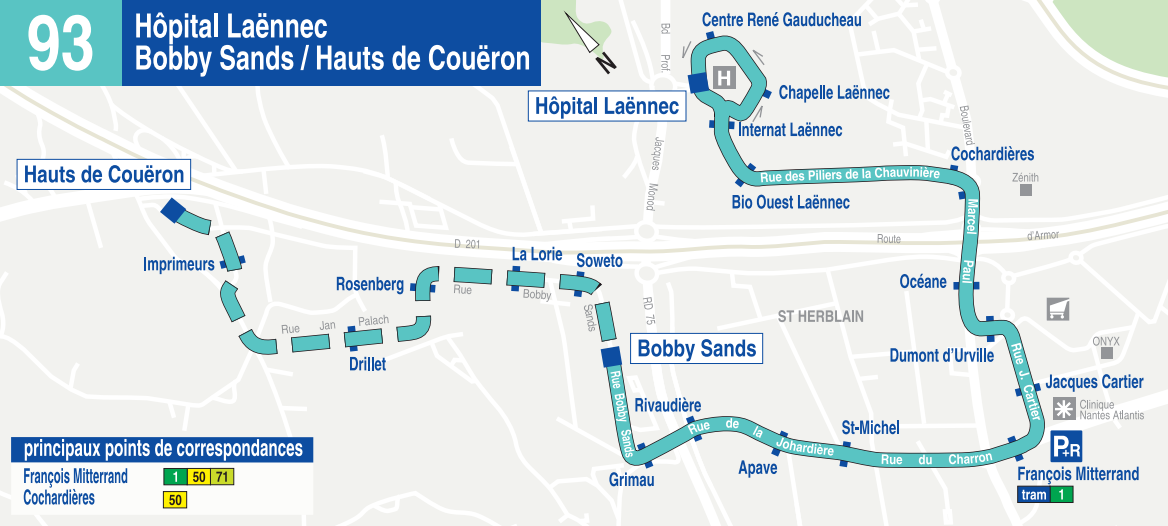 93
Hôpital Laënnec
Bobby Sands / Hauts de Couëron
N
Bd
Prof.
Jacques
Monod
Centre René Gauducheau
H
Hôpital Laënnec
Chapelle Laënnec
Internat Laënnec
Boulevard
Cochardières
Rue des Piliers de la Chauvinière
Zénith
Bio Ouest Laënnec
Hauts de Couëron
Marcel
Paul
D 201
Route
d'Armor
La Lorie
Soweto
Imprimeurs
Rosenberg
Rue
Bobby
Sands
Océane
RD 75
ST HERBLAIN
Rue
Jan
Palach
Drillet
Bobby Sands
Dumont d'Urville
ONYX
Rue J. Cartier
Jacques Cartier
Clinique
Nantes Atlantis
Rue Bobby Sands
Rivaudière
Rue de la Johardière
St-Michel
Rue du Charron
Apave
Grimau
P+R
François Mitterrand
tram 1
principaux points de correspondances
François Mitterrand 1 50 71
Cochardières 50